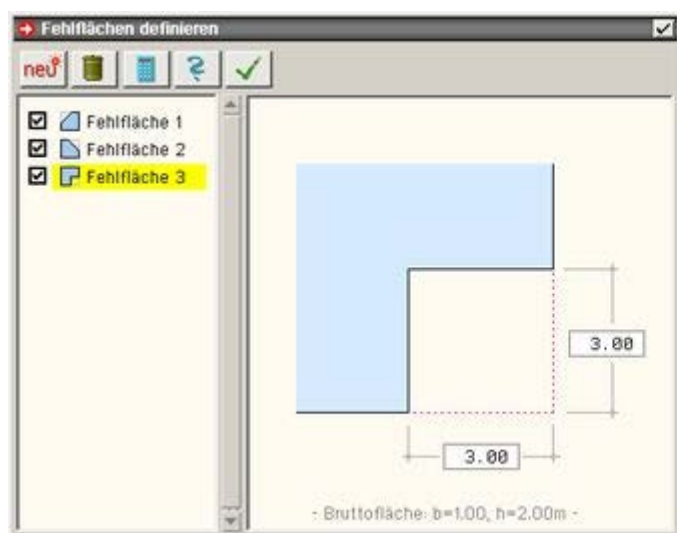 Fehlflächen definieren
neu
Fehlfläche 1
Fehlfläche 2
Fehlfläche 3
3.00
3.00
- Bruttofläche: b=1.00, h=2.00m -